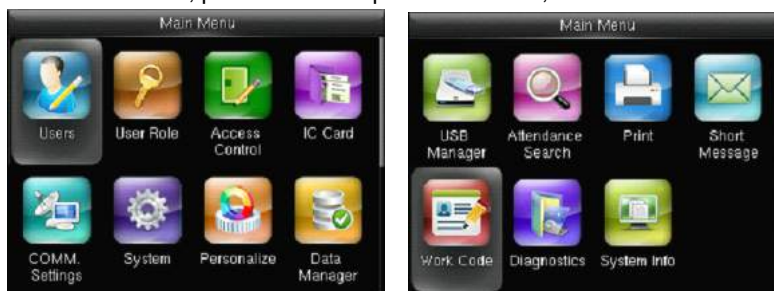 Main Menu
Users
User Role
Access
Control
IC Card
COMM.
Settings
System
Personalize
Data
Manager
Main Menu
USB
Manager
Attendance
Search
Print
Short
Message
Work Code
Diagnostics
System Info